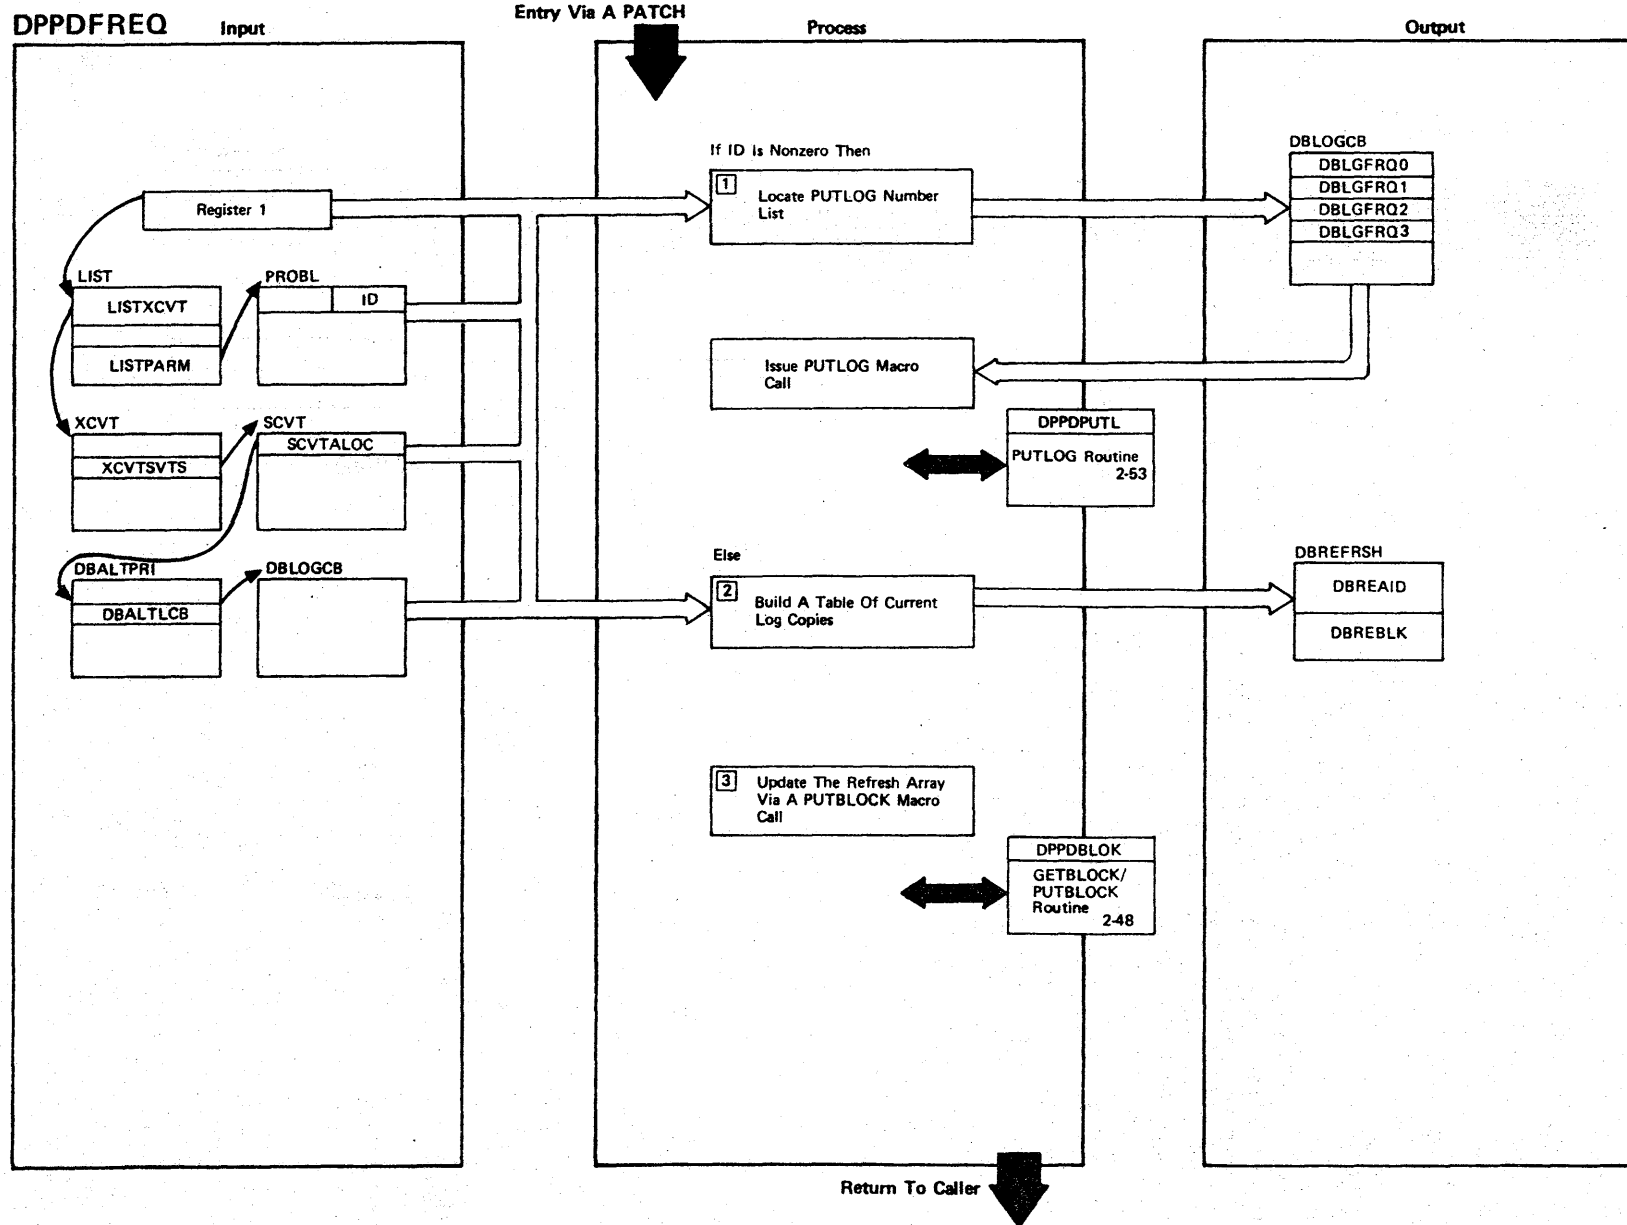 Entry Via A PATCH
DPPDFREQ
Input
Process
Output
If ID Is Nonzero Then
1
Locate PUTLOG Number
List
DBLOGCB
DBLGFRQ0
DBLGFRQ1
DBLGFRQ2
DBLGFRQ3
Register 1
LIST
LISTXCVT
LISTPARM
PROBL
ID
Issue PUTLOG Macro
Call
XCVT
XCVTSVTS
SCVT
SCVTALOC
DPPDPUTL
PUTLOG Routine
2-53
DBALTPRI
DBALTLCB
DBLOGCB
Else
2
Build A Table Of Current
Log Copies
DBREFRSH
DBREAID
DBREBLK
3
Update The Refresh Array
Via A PUTBLOCK Macro
Call
DPPDBLOK
GETBLOCK/
PUTBLOCK
Routine
2-48
Return To Caller